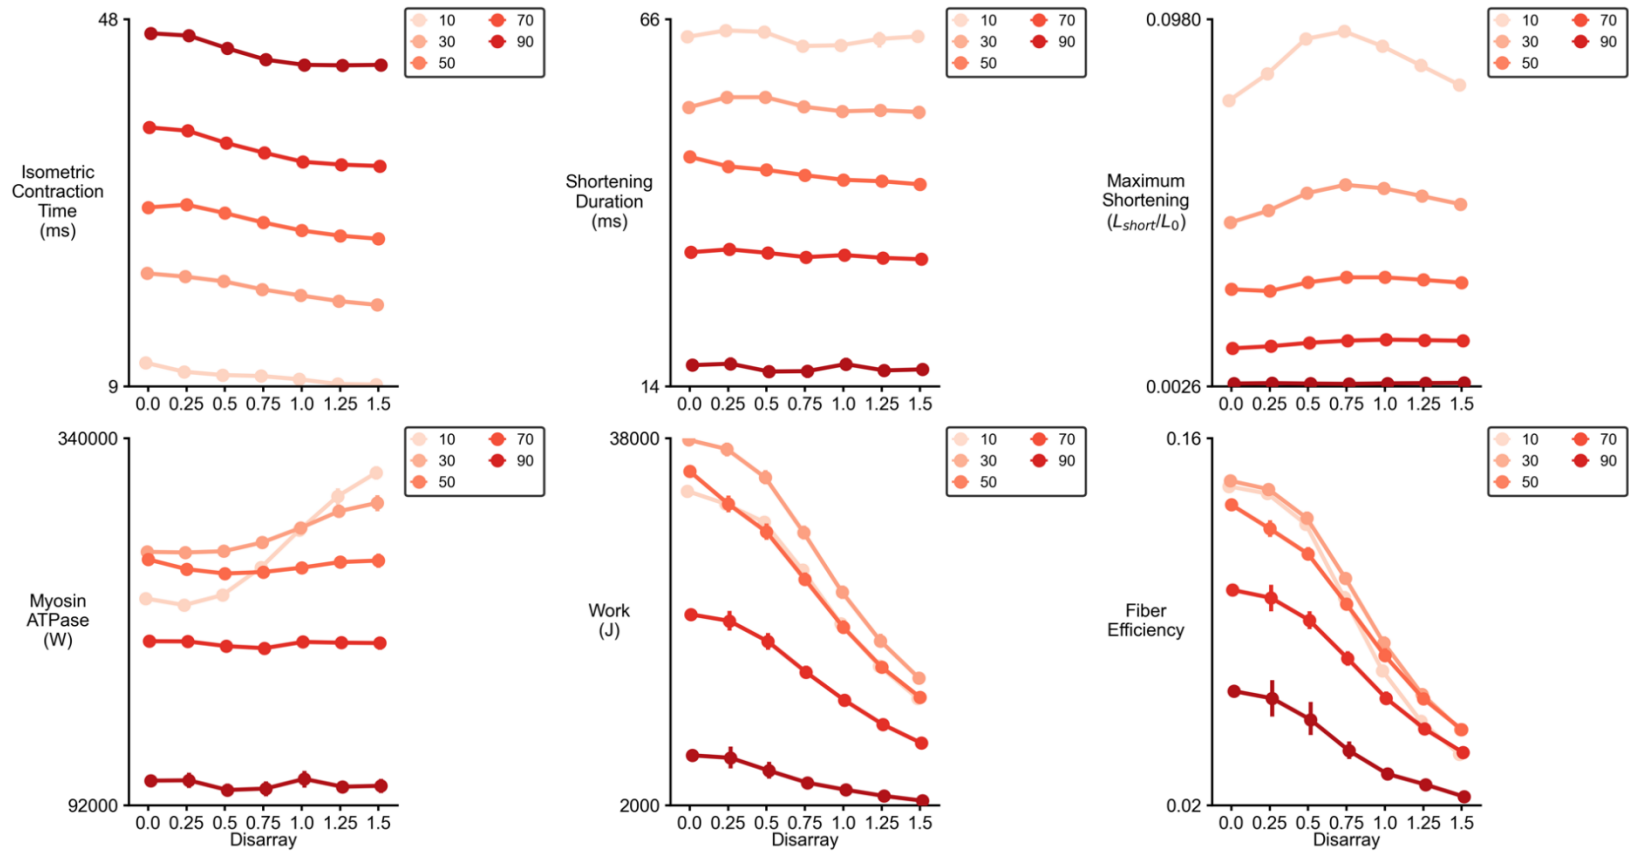 48
Isometric
Contraction
Time
(ms)
9
0.0 0.25 0.5 0.75 1.0 1.25 1.5
10 70
30 90
50
66
Shortening
Duration
(ms)
14
0.0 0.25 0.5 0.75 1.0 1.25 1.5
10 70
30 90
50
0.0980
Maximum
Shortening
(L_short/L_0)
0.0026
0.0 0.25 0.5 0.75 1.0 1.25 1.5
10 70
30 90
50
340000
Myosin
ATPase
(W)
92000
0.0 0.25 0.5 0.75 1.0 1.25 1.5
Disarray
10 70
30 90
50
38000
Work
(J)
2000
0.0 0.25 0.5 0.75 1.0 1.25 1.5
Disarray
10 70
30 90
50
0.16
Fiber
Efficiency
0.02
0.0 0.25 0.5 0.75 1.0 1.25 1.5
Disarray
10 70
30 90
50